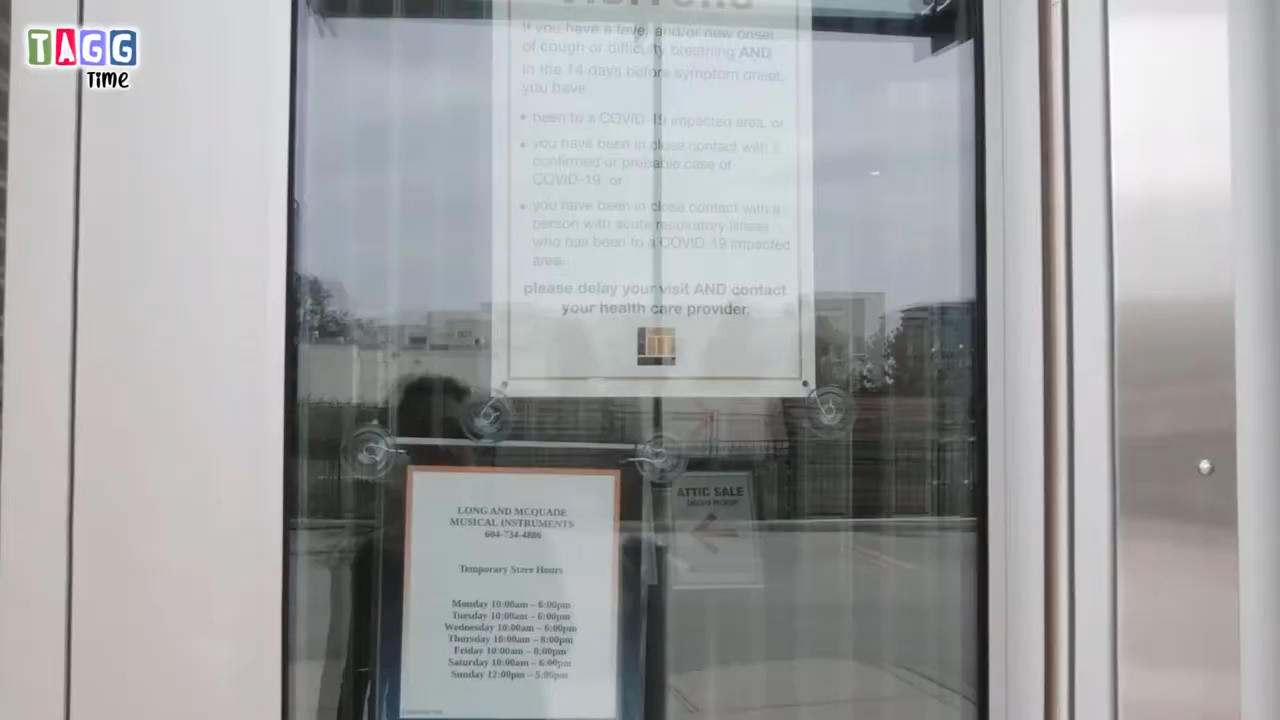 TAGG
Time
VISITORS
If you have a fever and/or new onset
of cough or difficulty breathing AND
in the 14 days before symptom onset,
you have:
• been to a COVID-19 impacted area, or
• you have been in close contact with a
confirmed or probable case of
COVID-19, or
• you have been in close contact with a
person with acute respiratory illness
who has been to a COVID-19 impacted
area.
please delay your visit AND contact
your health care provider.
LONG AND MCQUADE
MUSICAL INSTRUMENTS
604-734-4886
Temporary Store Hours
Monday 10:00am – 6:00pm
Tuesday 10:00am – 6:00pm
Wednesday 10:00am – 6:00pm
Thursday 10:00am – 8:00pm
Friday 10:00am – 8:00pm
Saturday 10:00am – 6:00pm
Sunday 12:00pm – 5:00pm
ATTIC SALE